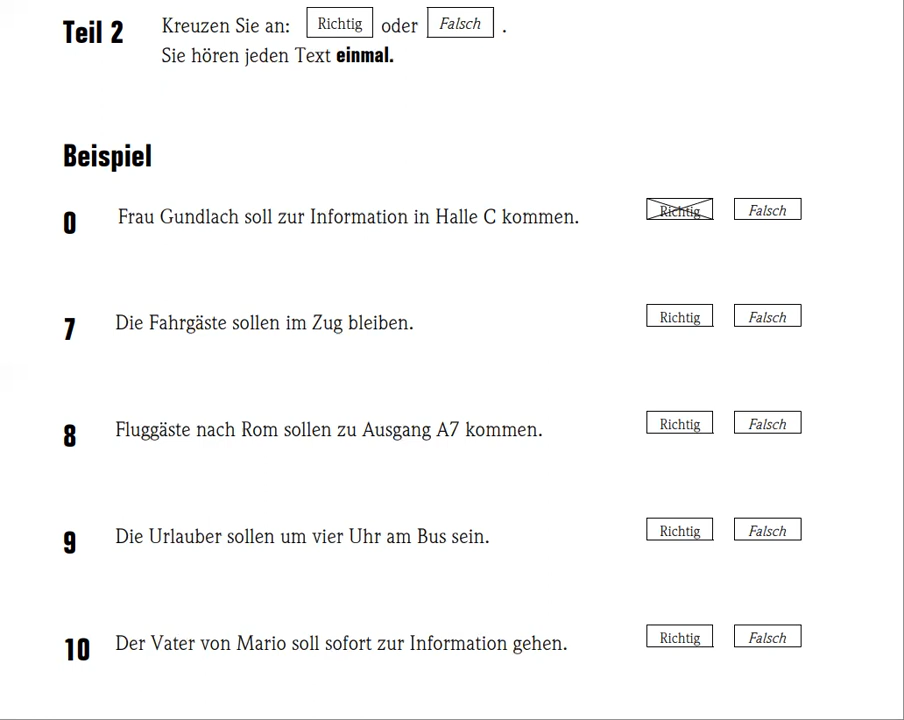 Teil 2 Kreuzen Sie an: Richtig oder Falsch .
Sie hören jeden Text einmal.
Beispiel
0 Frau Gundlach soll zur Information in Halle C kommen. Richtig Falsch
7 Die Fahrgäste sollen im Zug bleiben. Richtig Falsch
8 Fluggäste nach Rom sollen zu Ausgang A7 kommen. Richtig Falsch
9 Die Urlauber sollen um vier Uhr am Bus sein. Richtig Falsch
10 Der Vater von Mario soll sofort zur Information gehen. Richtig Falsch